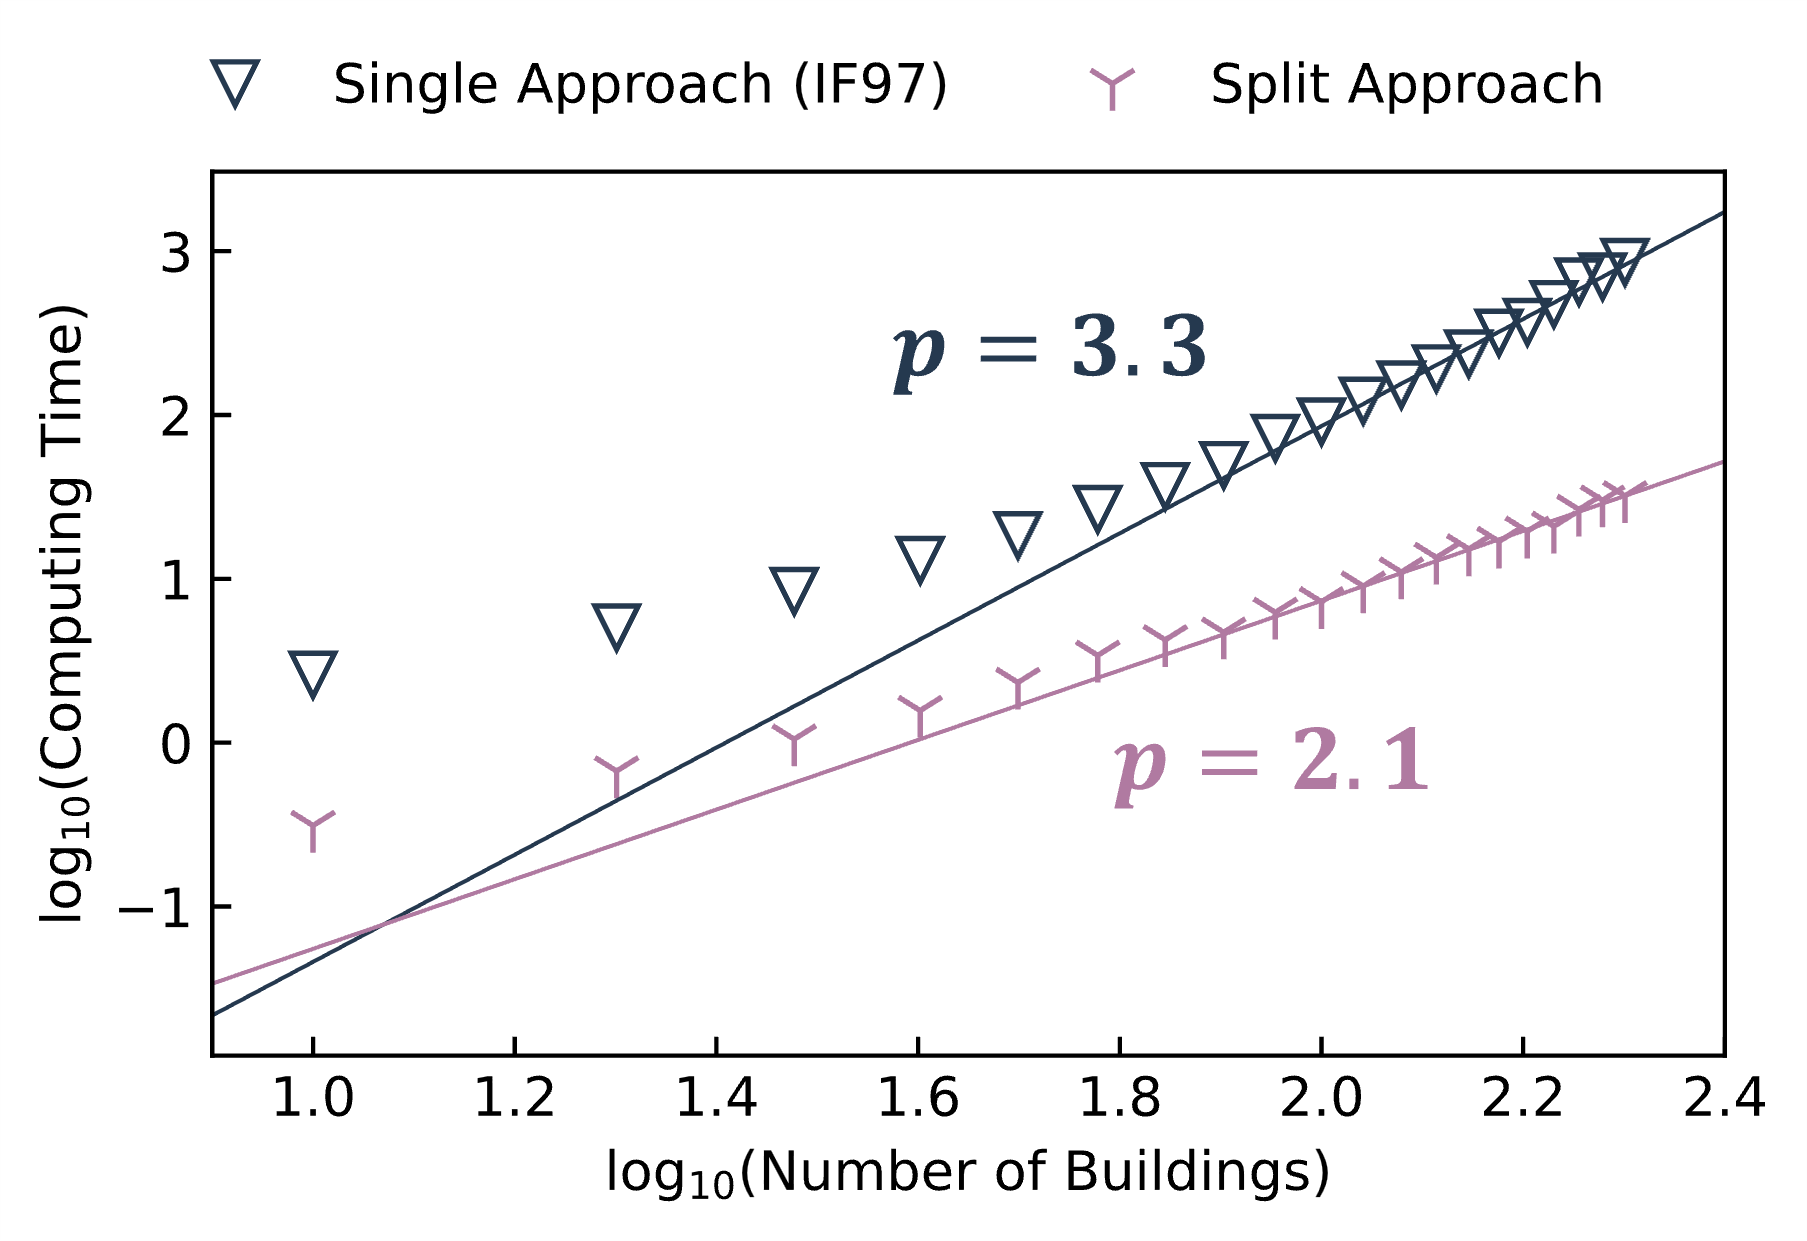 Single Approach (IF97) Split Approach
p = 3.3
p = 2.1
3
2
1
0
−1
log₁₀(Computing Time)
1.0 1.2 1.4 1.6 1.8 2.0 2.2 2.4
log₁₀(Number of Buildings)